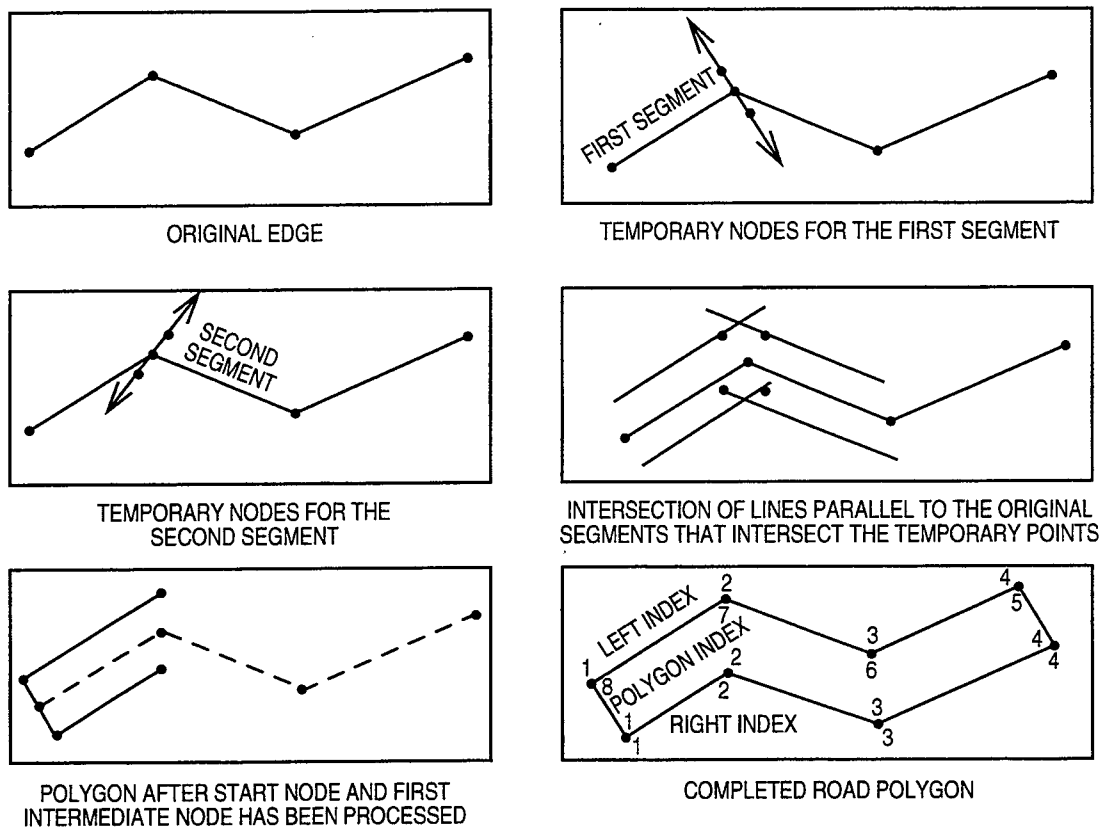 ORIGINAL EDGE
FIRST SEGMENT
TEMPORARY NODES FOR THE FIRST SEGMENT
SECOND
SEGMENT
TEMPORARY NODES FOR THE
SECOND SEGMENT
INTERSECTION OF LINES PARALLEL TO THE ORIGINAL
SEGMENTS THAT INTERSECT THE TEMPORARY POINTS
POLYGON AFTER START NODE AND FIRST
INTERMEDIATE NODE HAS BEEN PROCESSED
1
8
LEFT INDEX
2
7
3
6
4
5
POLYGON INDEX
1
1
2
2
RIGHT INDEX
3
3
4
4
COMPLETED ROAD POLYGON